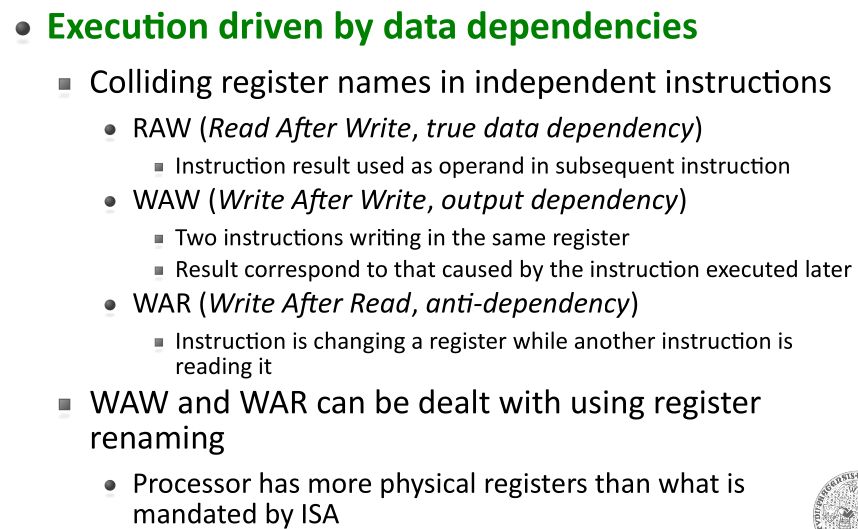 Execution driven by data dependencies
Colliding register names in independent instructions
RAW (Read After Write, true data dependency)
Instruction result used as operand in subsequent instruction
WAW (Write After Write, output dependency)
Two instructions writing in the same register
Result correspond to that caused by the instruction executed later
WAR (Write After Read, anti-dependency)
Instruction is changing a register while another instruction is
reading it
WAW and WAR can be dealt with using register
renaming
Processor has more physical registers than what is
mandated by ISA